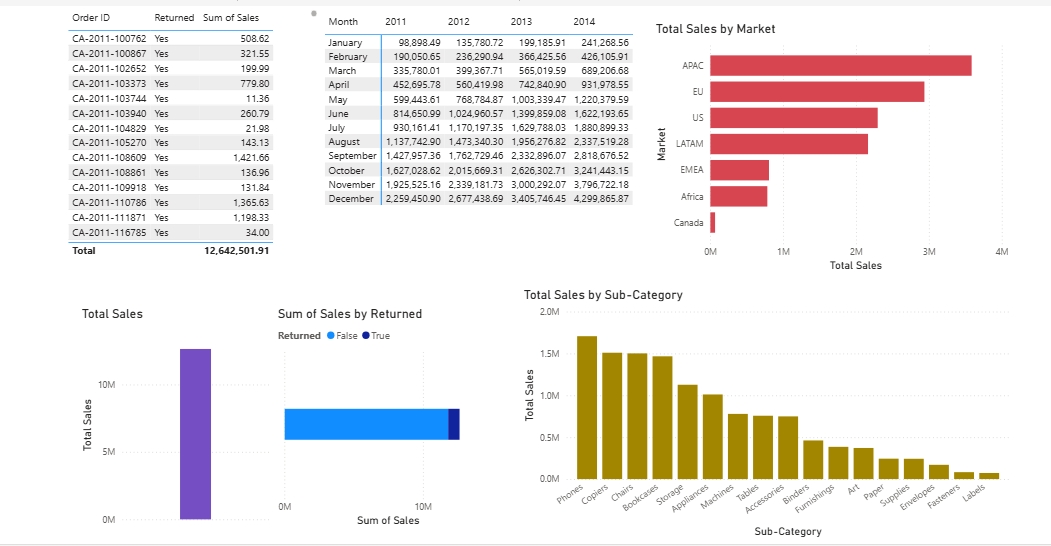 Order ID Returned Sum of Sales
CA-2011-100762 Yes 508.62
CA-2011-100867 Yes 321.55
CA-2011-102652 Yes 199.99
CA-2011-103373 Yes 779.80
CA-2011-103744 Yes 11.36
CA-2011-103940 Yes 260.79
CA-2011-104829 Yes 21.98
CA-2011-105270 Yes 143.13
CA-2011-108609 Yes 1,421.66
CA-2011-108861 Yes 136.96
CA-2011-109918 Yes 131.84
CA-2011-110786 Yes 1,365.63
CA-2011-111871 Yes 1,198.33
CA-2011-116785 Yes 34.00
Total 12,642,501.91
Month 2011 2012 2013 2014
January 98,898.49 135,780.72 199,185.91 241,268.56
February 190,050.65 236,290.94 366,425.56 426,105.91
March 335,780.01 399,367.71 565,019.59 689,206.68
April 452,695.78 560,419.98 742,840.90 931,978.55
May 599,443.61 768,784.87 1,003,339.47 1,220,379.59
June 814,650.99 1,024,960.57 1,399,859.08 1,622,193.65
July 930,161.41 1,170,197.35 1,629,788.03 1,880,899.33
August 1,137,742.90 1,473,340.30 1,956,276.82 2,337,519.28
September 1,427,957.36 1,762,729.46 2,332,896.07 2,818,676.52
October 1,627,028.62 2,015,669.31 2,626,302.71 3,241,443.15
November 1,925,525.16 2,339,181.73 3,000,292.07 3,796,722.18
December 2,259,450.90 2,677,438.69 3,405,746.45 4,299,865.87
Total Sales by Market
Market
APAC
EU
US
LATAM
EMEA
Africa
Canada
0M 1M 2M 3M 4M
Total Sales
Total Sales
Total Sales
10M
5M
0M
Sum of Sales by Returned
Returned False True
0M 10M
Sum of Sales
Total Sales by Sub-Category
Total Sales
2.0M
1.5M
1.0M
0.5M
0.0M
Phones
Copiers
Chairs
Bookcases
Storage
Appliances
Machines
Tables
Accessories
Binders
Furnishings
Art
Paper
Supplies
Envelopes
Fasteners
Labels
Sub-Category